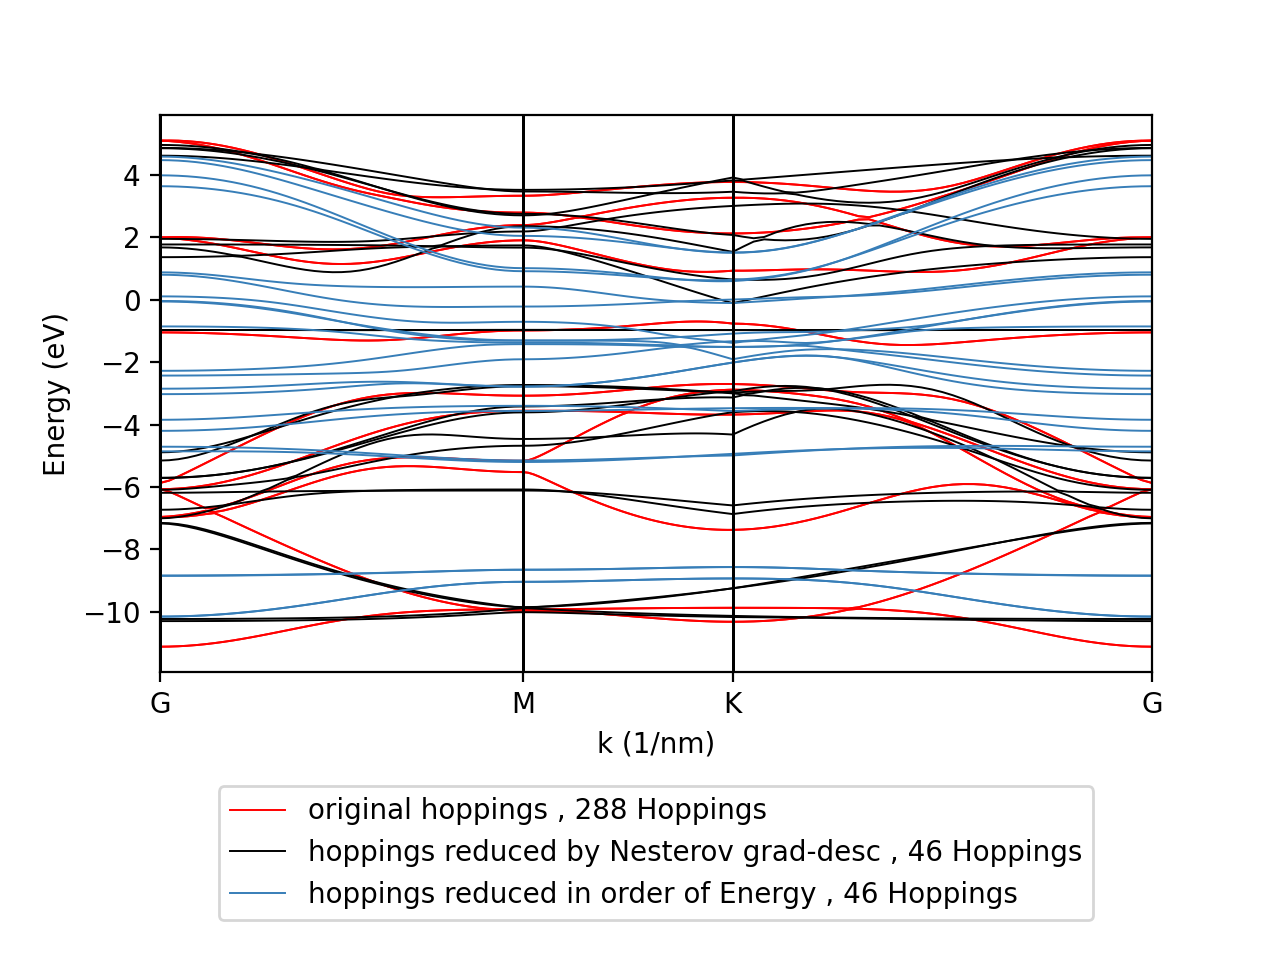 4
2
0
−2
−4
−6
−8
−10
Energy (eV)
G M K G
k (1/nm)
original hoppings , 288 Hoppings
hoppings reduced by Nesterov grad-desc , 46 Hoppings
hoppings reduced in order of Energy , 46 Hoppings